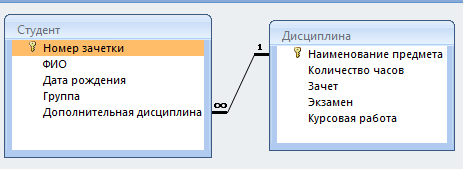 Студент
Номер зачетки
ФИО
Дата рождения
Группа
Дополнительная дисциплина
∞
1
Дисциплина
Наименование предмета
Количество часов
Зачет
Экзамен
Курсовая работа